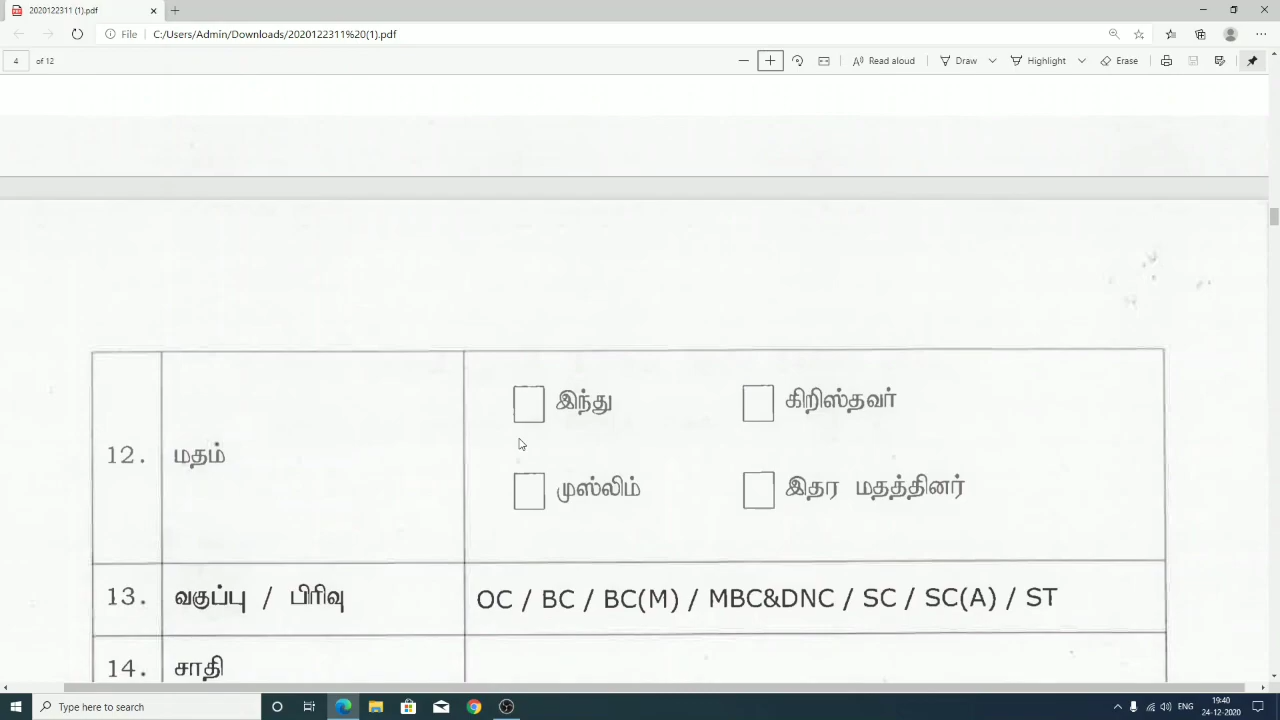 2020122311 (1).pdf
File C:/Users/Admin/Downloads/2020122311%20(1).pdf
4 of 12 Read aloud Draw Highlight Erase
12. மதம்
இந்து கிறிஸ்தவர்
முஸ்லிம் இதர மதத்தினர்
13. வகுப்பு / பிரிவு OC / BC / BC(M) / MBC&DNC / SC / SC(A) / ST
14. சாதி
Type here to search
ENG 19:40
24-12-2020